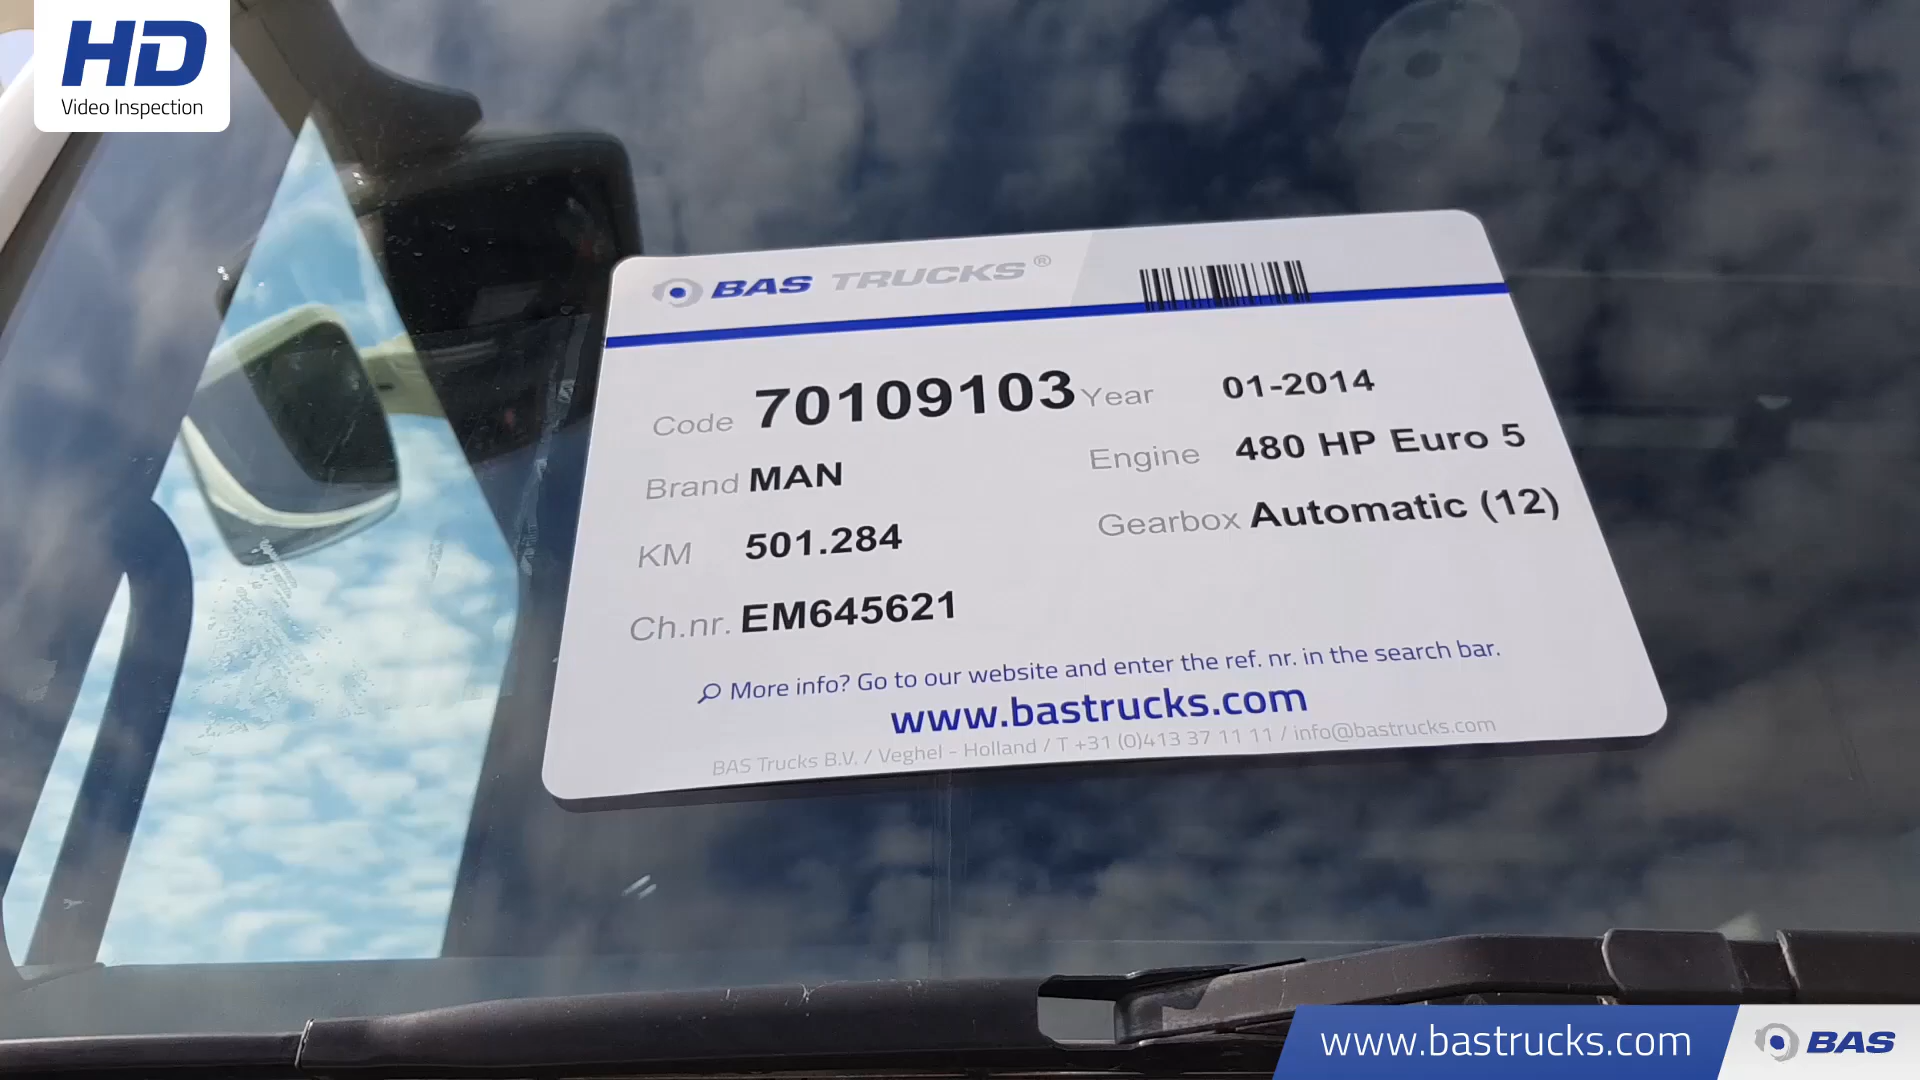 HD
Video Inspection
BAS TRUCKS®
Code 70109103 Year 01-2014
Brand MAN Engine 480 HP Euro 5
KM 501.284 Gearbox Automatic (12)
Ch.nr. EM645621
More info? Go to our website and enter the ref. nr. in the search bar.
www.bastrucks.com
BAS Trucks B.V. / Veghel - Holland / T +31 (0)413 37 11 11 / info@bastrucks.com
www.bastrucks.com BAS